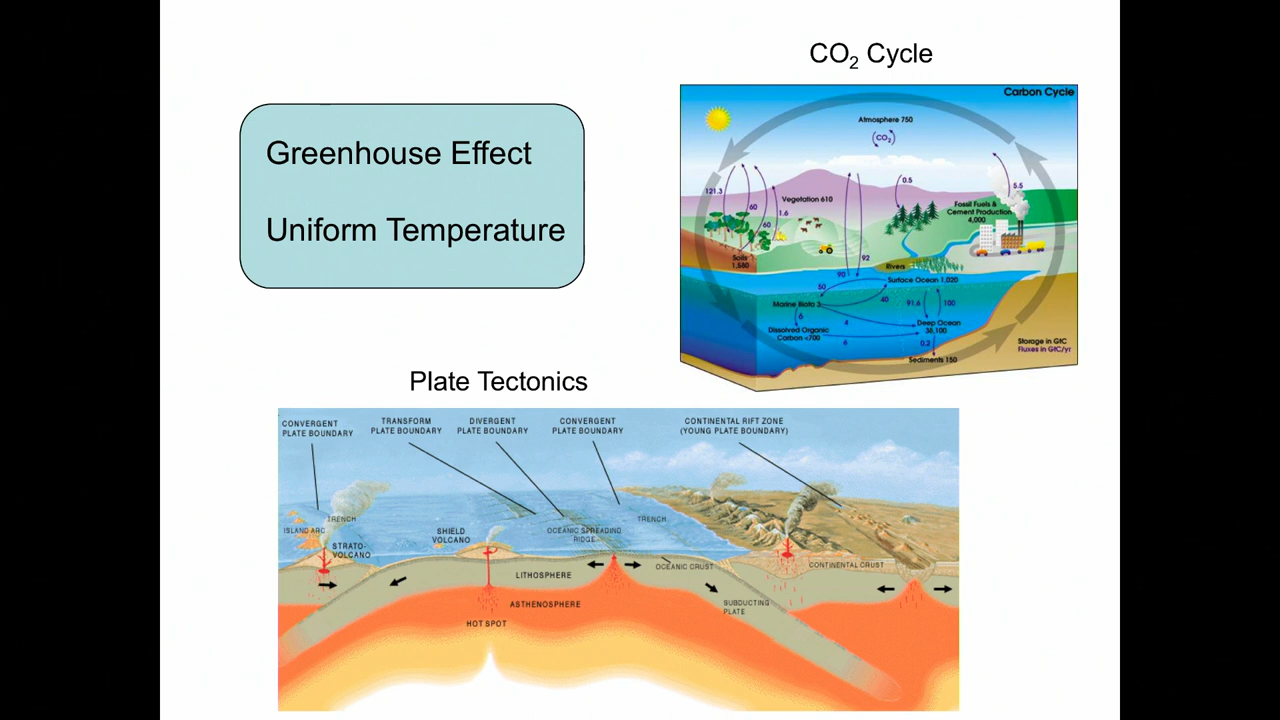 CO₂ Cycle
Greenhouse Effect
Uniform Temperature
Carbon Cycle
Atmosphere 750
CO₂
121.3
60
60
1.6
Vegetation 610
0.5
5.5
Fossil Fuels &
Cement Production
4,000
Soils
1,580
92
90
Rivers
Surface Ocean 1,020
50
40
Marine Biota 3
91.6
100
6
4
Dissolved Organic
Carbon <700
Deep Ocean
38,100
6
0.2
Sediments 150
Storage in GtC
Fluxes in GtC/yr
Plate Tectonics
CONVERGENT
PLATE BOUNDARY
TRANSFORM
PLATE BOUNDARY
DIVERGENT
PLATE BOUNDARY
CONVERGENT
PLATE BOUNDARY
CONTINENTAL RIFT ZONE
(YOUNG PLATE BOUNDARY)
TRENCH
ISLAND ARC
STRATO-
VOLCANO
SHIELD
VOLCANO
OCEANIC SPREADING
RIDGE
TRENCH
LITHOSPHERE
ASTHENOSPHERE
HOT SPOT
OCEANIC CRUST
SUBDUCTING
PLATE
CONTINENTAL CRUST